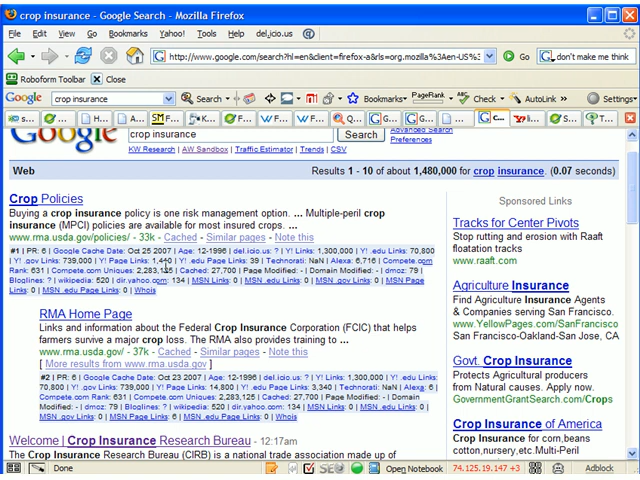 crop insurance - Google Search - Mozilla Firefox
File Edit View Go Bookmarks Yahoo! Tools Help del.icio.us
http://www.google.com/search?hl=en&client=firefox-a&rls=org.mozilla%3Aen-US% Go don't make me think
Roboform Toolbar Close
Google crop insurance Search Bookmarks PageRank Check AutoLink >> Settings
Google crop insurance Search Advanced Search
Preferences
KW Research | AW Sandbox | Traffic Estimator | Trends | CSV
Web Results 1 - 10 of about 1,480,000 for crop insurance. (0.07 seconds)
Crop Policies
Buying a crop insurance policy is one risk management option. ... Multiple-peril crop
insurance (MPCI) policies are available for most insured crops. ...
www.rma.usda.gov/policies/ - 33k - Cached - Similar pages - Note this
#1 | PR: 6 | Google Cache Date: Oct 25 2007 | Age: 12-1996 | del.icio.us: ? | Y! Links: 1,300,000 | Y! .edu Links: 70,800
| Y! .gov Links: 739,000 | Y! Page Links: 1,440 | Y! .edu Page Links: 39 | Technorati: NaN | Alexa: 6,716 | Compete.com
Rank: 631 | Compete.com Uniques: 2,283,125 | Cached: 27,700 | Page Modified: - | Domain Modified: - | dmoz: 79 |
Bloglines: ? | wikipedia: 520 | dir.yahoo.com: 134 | MSN Links: 0 | MSN .edu Links: 0 | MSN .gov Links: 0 | MSN Page
Links: 0 | MSN .edu Page Links: 0 | Whois
RMA Home Page
Links and information about the Federal Crop Insurance Corporation (FCIC) that helps
farmers survive a major crop loss. The RMA also provides training to ...
www.rma.usda.gov/ - 37k - Cached - Similar pages - Note this
[ More results from www.rma.usda.gov ]
#2 | PR: 6 | Google Cache Date: Oct 23 2007 | Age: 12-1996 | del.icio.us: ? | Y! Links: 1,300,000 | Y! .edu Links:
70,800 | Y! .gov Links: 739,000 | Y! Page Links: 14,800 | Y! .edu Page Links: 3,340 | Technorati: NaN | Alexa: 6 |
Compete.com Rank: 631 | Compete.com Uniques: 2,283,125 | Cached: 27,700 | Page Modified: - | Domain
Modified: - | dmoz: 79 | Bloglines: ? | wikipedia: 520 | dir.yahoo.com: 134 | MSN Links: 0 | MSN .edu Links: 0 |
MSN .gov Links: 0 | MSN Page Links: 6 | MSN .edu Page Links: 0 | Whois
Welcome | Crop Insurance Research Bureau - 12:17am
The Crop Insurance Research Bureau (CIRB) is a national trade association made up of
Sponsored Links
Tracks for Center Pivots
Stop rutting and erosion with Raaft
floatation tracks
www.raaft.com
Agriculture Insurance
Find Agriculture Insurance Agents
& Companies serving San Francisco.
www.YellowPages.com/SanFrancisco
San Francisco-Oakland-San Jose, CA
Govt. Crop Insurance
Protects Agricultural producers
from Natural causes. Apply now.
GovernmentGrantSearch.com/Crops
Crop Insurance of America
Crop Insurance for corn,beans
cotton,nursery,etc.Multi-Peril
Done Open Notebook 74.125.19.147 +3 Adblock